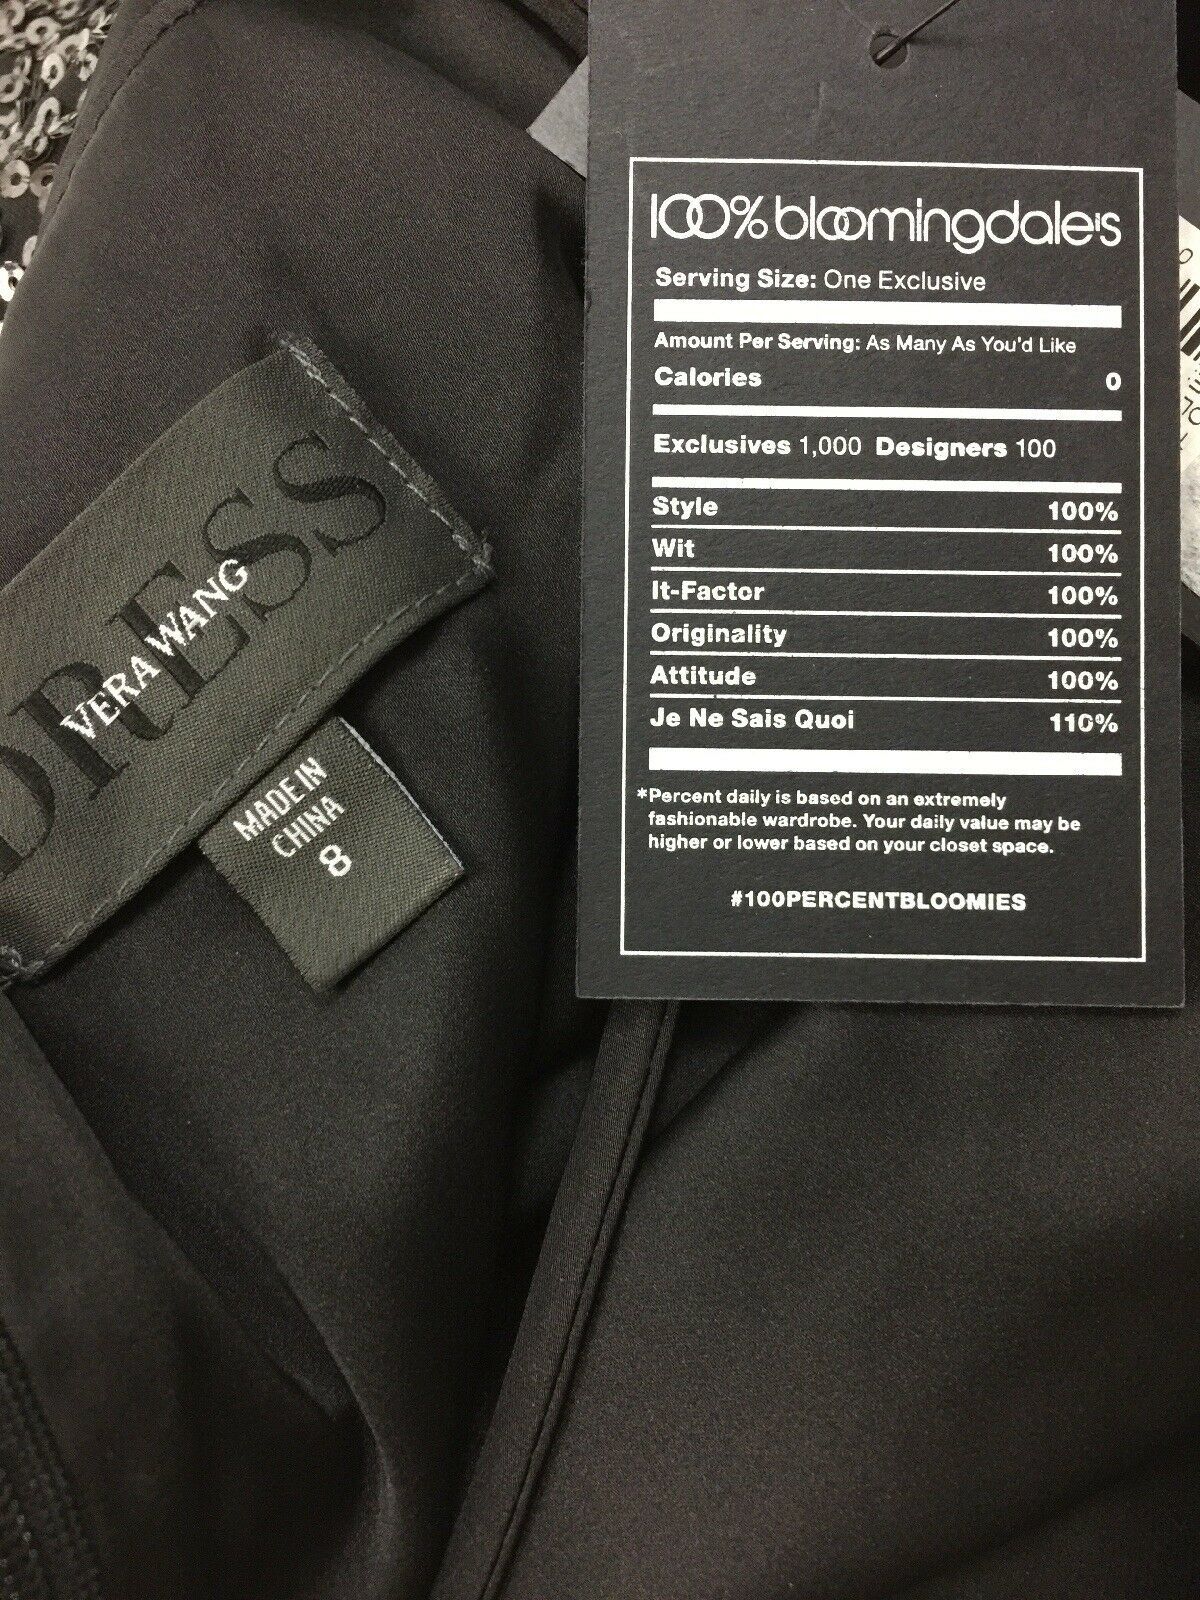 100% bloomingdale's
Serving Size: One Exclusive
Amount Per Serving: As Many As You'd Like
Calories 0
Exclusives 1,000 Designers 100
Style 100%
Wit 100%
It-Factor 100%
Originality 100%
Attitude 100%
Je Ne Sais Quoi 110%
*Percent daily is based on an extremely
fashionable wardrobe. Your daily value may be
higher or lower based on your closet space.
#100PERCENTBLOOMIES
DRESS
VERA WANG
MADE IN
CHINA
8